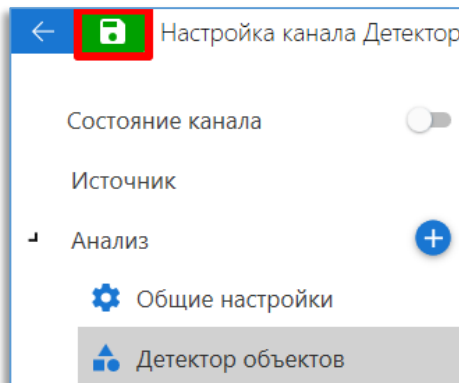 Настройка канала Детектор
Состояние канала
Источник
Анализ
Общие настройки
Детектор объектов